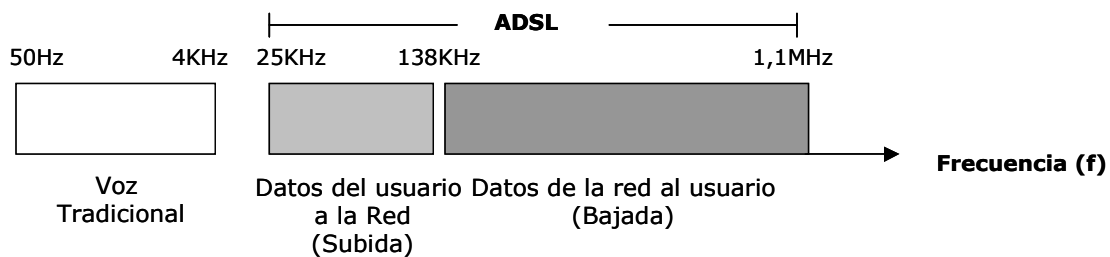 ADSL
50Hz 4KHz 25KHz 138KHz 1,1MHz
Frecuencia (f)
Voz
Tradicional
Datos del usuario
a la Red
(Subida)
Datos de la red al usuario
(Bajada)